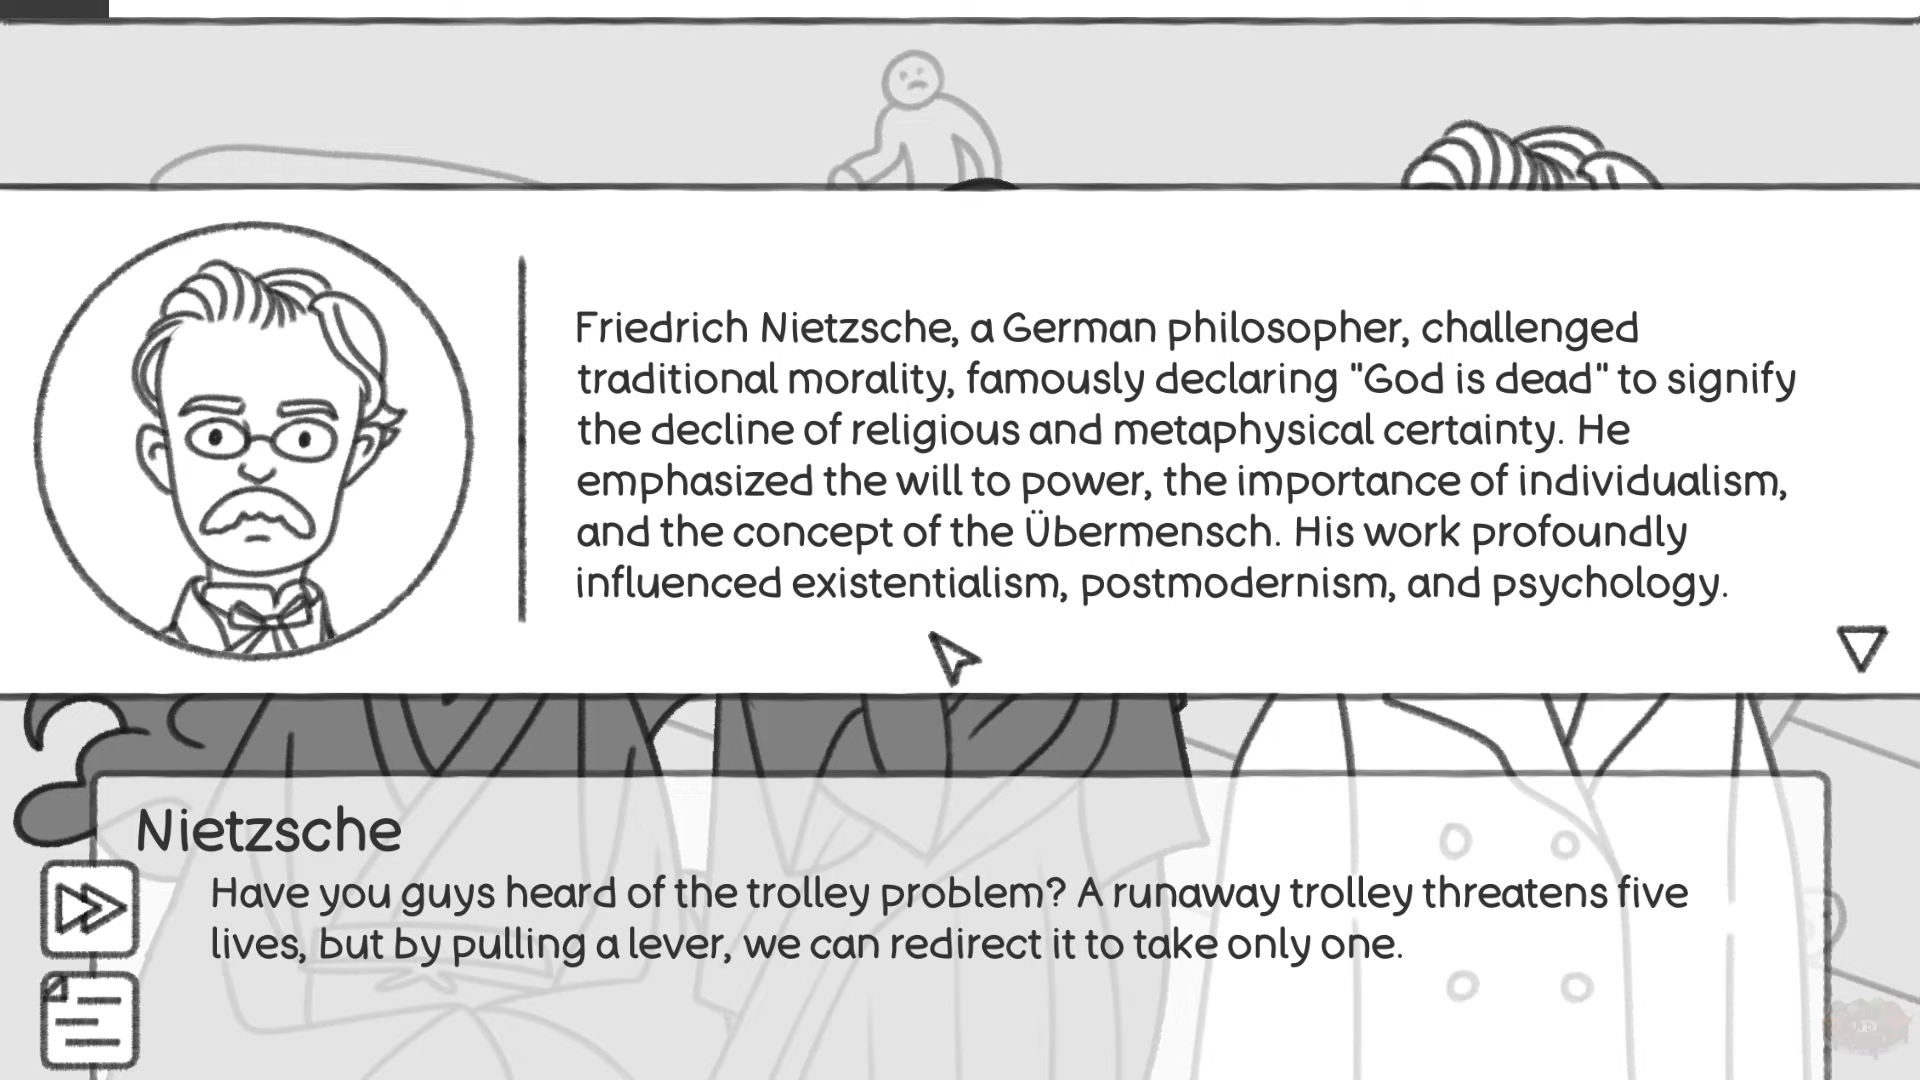 Friedrich Nietzsche, a German philosopher, challenged
traditional morality, famously declaring "God is dead" to signify
the decline of religious and metaphysical certainty. He
emphasized the will to power, the importance of individualism,
and the concept of the Übermensch. His work profoundly
influenced existentialism, postmodernism, and psychology.
Nietzsche
Have you guys heard of the trolley problem? A runaway trolley threatens five
lives, but by pulling a lever, we can redirect it to take only one.